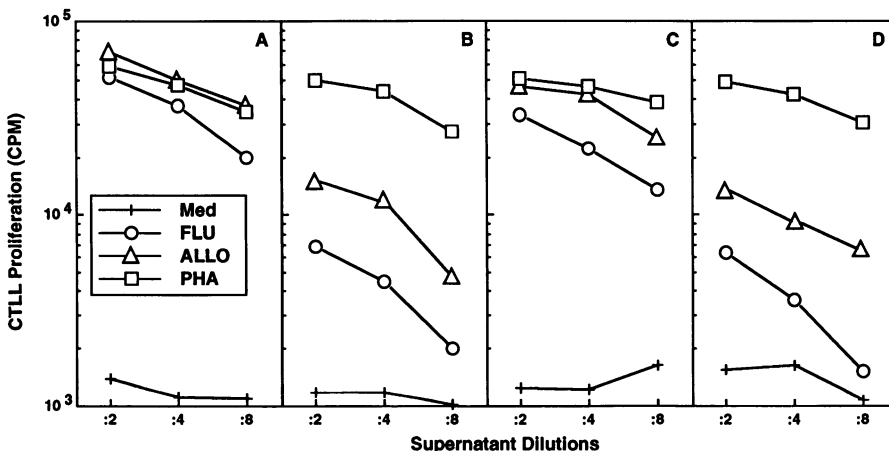 A B C D
10^5
10^4
10^3
CTLL Proliferation (CPM)
Med
FLU
ALLO
PHA
:2 :4 :8 :2 :4 :8 :2 :4 :8 :2 :4 :8
Supernatant Dilutions